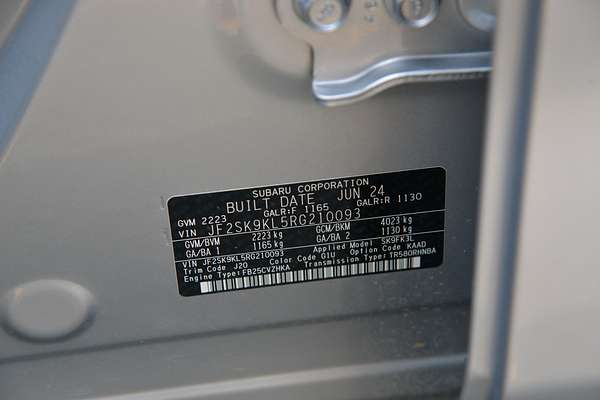 SUBARU CORPORATION
BUILT DATE JUN 24
GVM 2223 GALR:F 1165 GALR:R 1130
VIN JF2SK9KL5RG210093
GVM/BVM 2223 kg GCM/BKM 4023 kg
GA/BA 1 1165 kg GA/BA 2 1130 kg
Applied Model SK9FK3L
VIN JF2SK9KL5RG210093 Option Code KAAD
Trim Code J20 Color Code G1U Transmission Type: TR580RHNBA
Engine Type: FB25CVZHKA